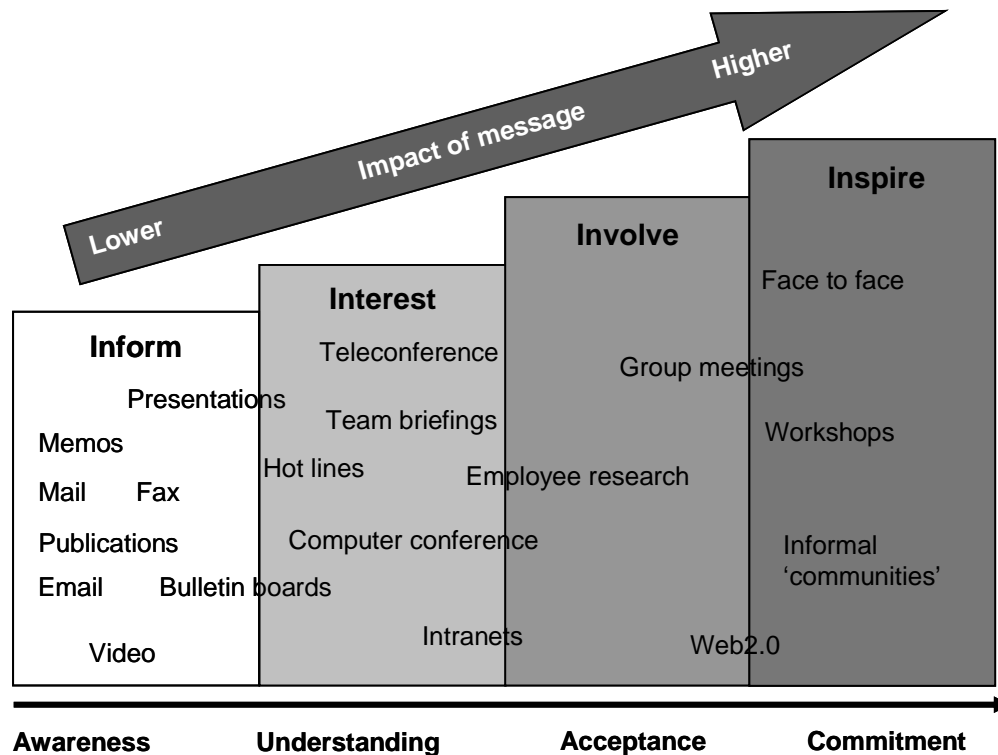 Higher
Impact of message
Lower
Inspire
Involve
Interest
Inform
Face to face
Teleconference
Group meetings
Presentations
Team briefings
Workshops
Memos
Hot lines
Employee research
Mail Fax
Publications
Computer conference
Informal
‘communities’
Email Bulletin boards
Intranets
Web2.0
Video
Awareness Understanding Acceptance Commitment